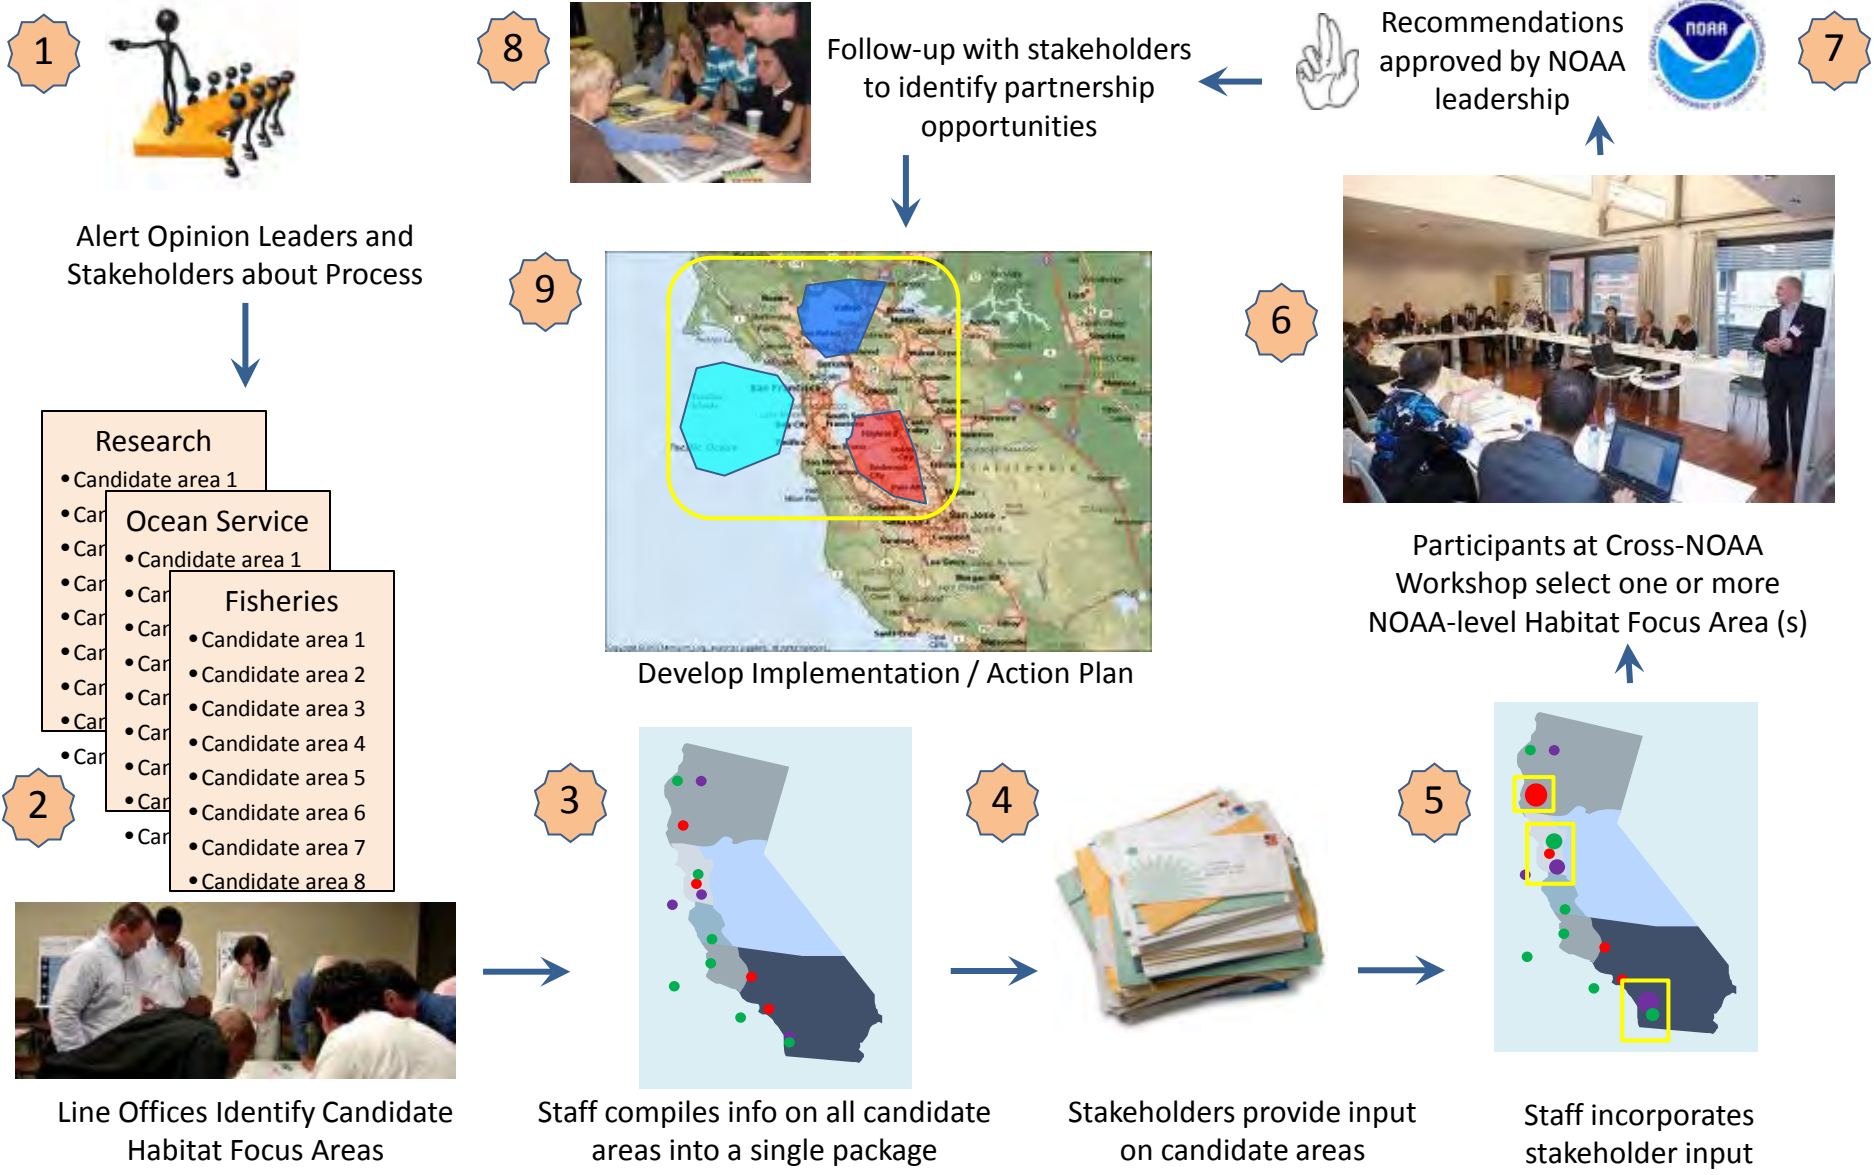 1
Alert Opinion Leaders and
Stakeholders about Process
Research
• Candidate area 1
Ocean Service
• Candidate area 1
Fisheries
• Candidate area 1
• Candidate area 2
• Candidate area 3
• Candidate area 4
• Candidate area 5
• Candidate area 6
• Candidate area 7
• Candidate area 8
2
Line Offices Identify Candidate
Habitat Focus Areas
3
Staff compiles info on all candidate
areas into a single package
4
Stakeholders provide input
on candidate areas
5
Staff incorporates
stakeholder input
6
Participants at Cross-NOAA
Workshop select one or more
NOAA-level Habitat Focus Area (s)
7
Recommendations
approved by NOAA
leadership
NOAA
8
Follow-up with stakeholders
to identify partnership
opportunities
9
San Jose
Develop Implementation / Action Plan